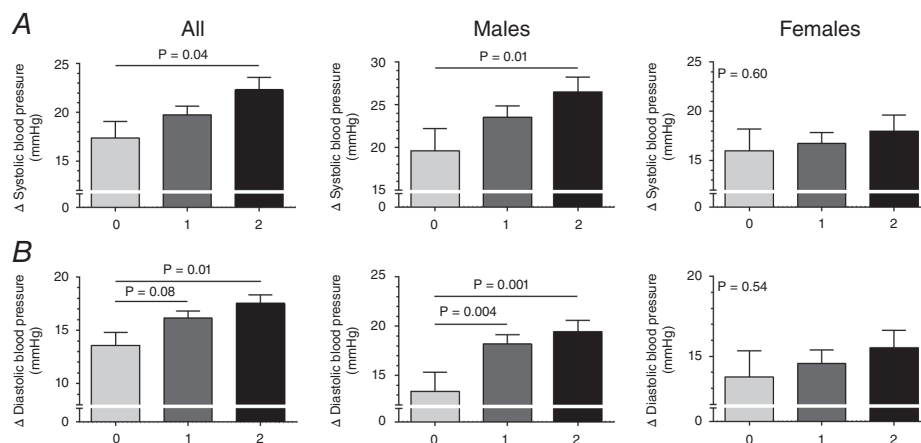 A
All
Males
Females
Δ Systolic blood pressure
(mmHg)
25
20
15
0
P = 0.04
0 1 2
Δ Systolic blood pressure
(mmHg)
30
25
20
15
0
P = 0.01
0 1 2
Δ Systolic blood pressure
(mmHg)
25
20
15
0
P = 0.60
0 1 2
B
Δ Diastolic blood pressure
(mmHg)
20
15
10
0
P = 0.01
P = 0.08
0 1 2
Δ Diastolic blood pressure
(mmHg)
25
20
15
0
P = 0.001
P = 0.004
0 1 2
Δ Diastolic blood pressure
(mmHg)
20
15
0
P = 0.54
0 1 2